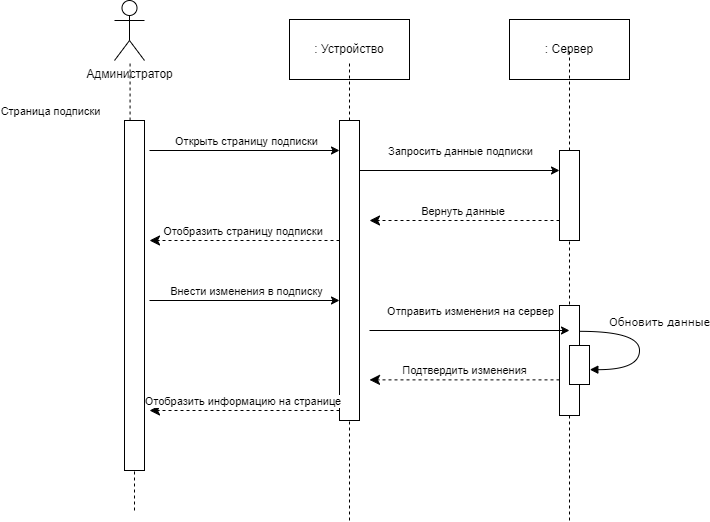 : Устройство
: Сервер
Администратор
Страница подписки
Открыть страницу подписки
Запросить данные подписки
Вернуть данные
Отобразить страницу подписки
Внести изменения в подписку
Отправить изменения на сервер
Обновить данные
Подтвердить изменения
Отобразить информацию на странице